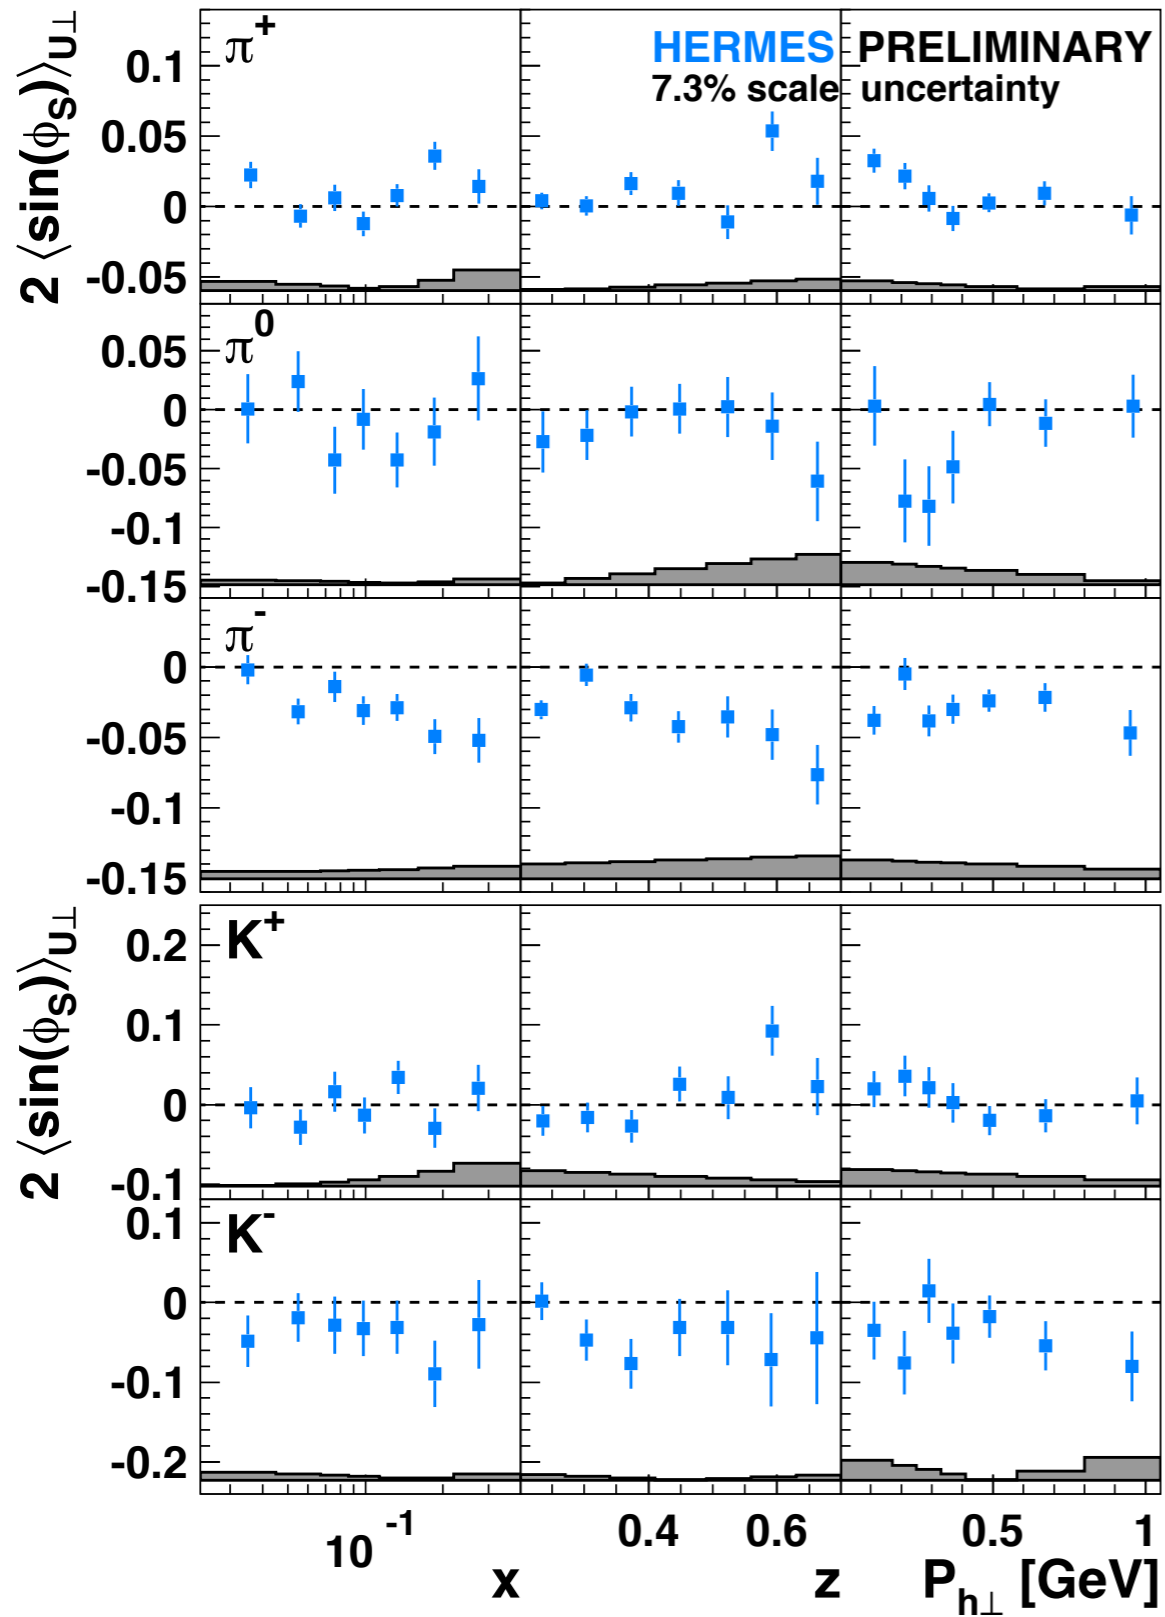 2 ⟨sin(ϕS)⟩U⊥
π+
HERMES PRELIMINARY
7.3% scale uncertainty
0.1
0.05
0
-0.05
π0
0.05
0
-0.05
-0.1
-0.15
π-
0
-0.05
-0.1
-0.15
2 ⟨sin(ϕS)⟩U⊥
K+
0.2
0.1
0
-0.1
K-
0.1
0
-0.1
-0.2
10-1 0.4 0.6 0.5 1
x z Ph⊥ [GeV]